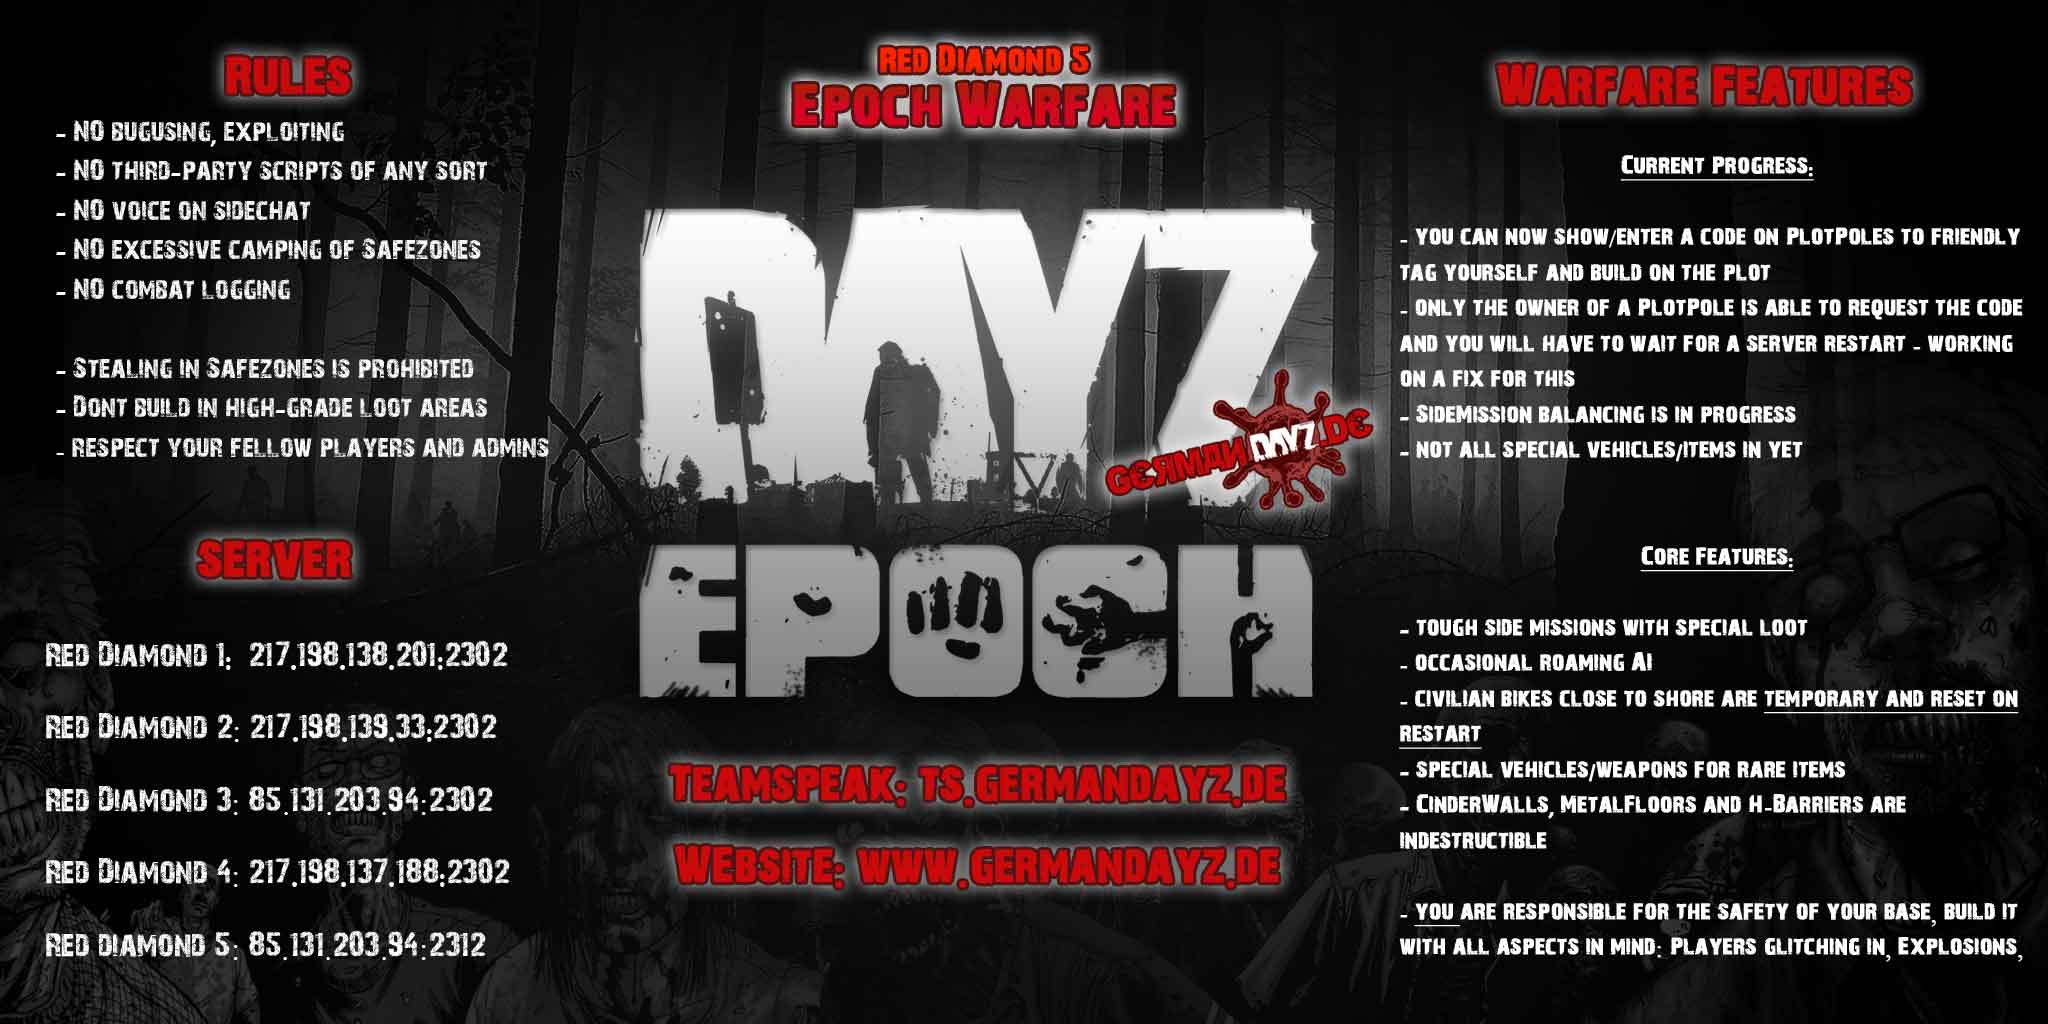 Rules
- NO bugusing, exploiting
- NO third-party scripts of any sort
- NO voice on sidechat
- NO excessive camping of Safezones
- NO combat logging
- Stealing in Safezones is prohibited
- Dont build in high-grade loot areas
- respect your fellow players and admins
Server
Red Diamond 1: 217.198.138.201:2302
Red Diamond 2: 217.198.139.33:2302
Red Diamond 3: 85.131.203.94:2302
Red Diamond 4: 217.198.137.188:2302
Red Diamond 5: 85.131.203.94:2312
Red Diamond 5
Epoch Warfare
DAYZ
GERMANDAYZ.DE
EPOCH
Teamspeak: ts.germandayz.de
Website: www.germandayz.de
Warfare Features
Current Progress:
- you can now show/enter a code on PlotPoles to friendly
tag yourself and build on the plot
- only the owner of a PlotPole is able to request the code
and you will have to wait for a server restart - working
on a fix for this
- SideMission balancing is in progress
- not all special vehicles/items in yet
Core Features:
- tough side missions with special loot
- occasional roaming AI
- civilian bikes close to shore are temporary and reset on
restart
- special vehicles/weapons for rare items
- CinderWalls, MetalFloors and H-Barriers are
indestructible
- you are responsible for the safety of your base, build it
with all aspects in mind: Players glitching in, Explosions,